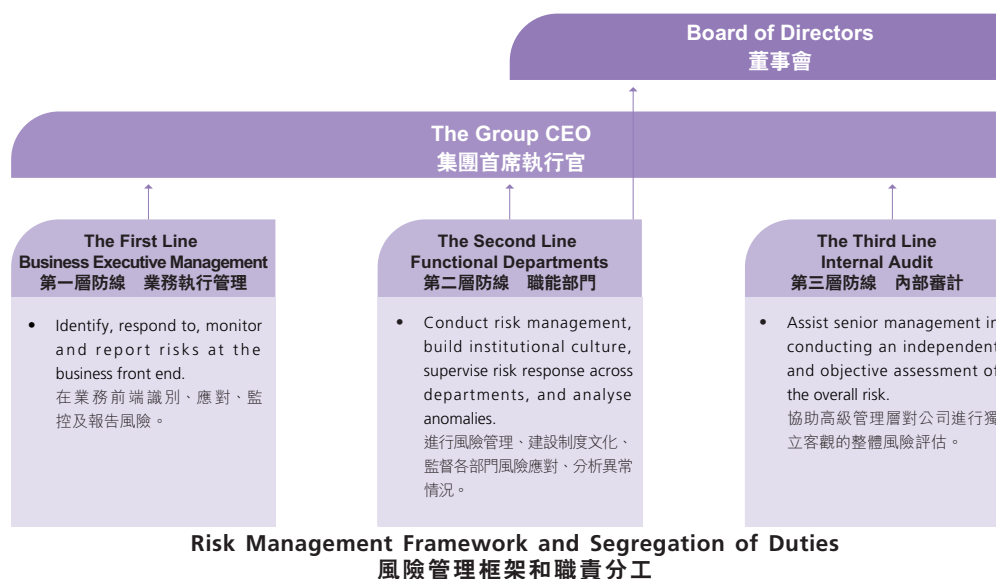 Board of Directors
董事會
The Group CEO
集團首席執行官
The First Line
Business Executive Management
第一層防線 業務執行管理
• Identify, respond to, monitor
and report risks at the
business front end.
在業務前端識別、應對、監
控及報告風險。
The Second Line
Functional Departments
第二層防線 職能部門
• Conduct risk management,
build institutional culture,
supervise risk response across
departments, and analyse
anomalies.
進行風險管理、建設制度文化、
監督各部門風險應對、分析異常
情況。
The Third Line
Internal Audit
第三層防線 內部審計
• Assist senior management in
conducting an independent
and objective assessment of
the overall risk.
協助高級管理層對公司進行獨
立客觀的整體風險評估。
Risk Management Framework and Segregation of Duties
風險管理框架和職責分工